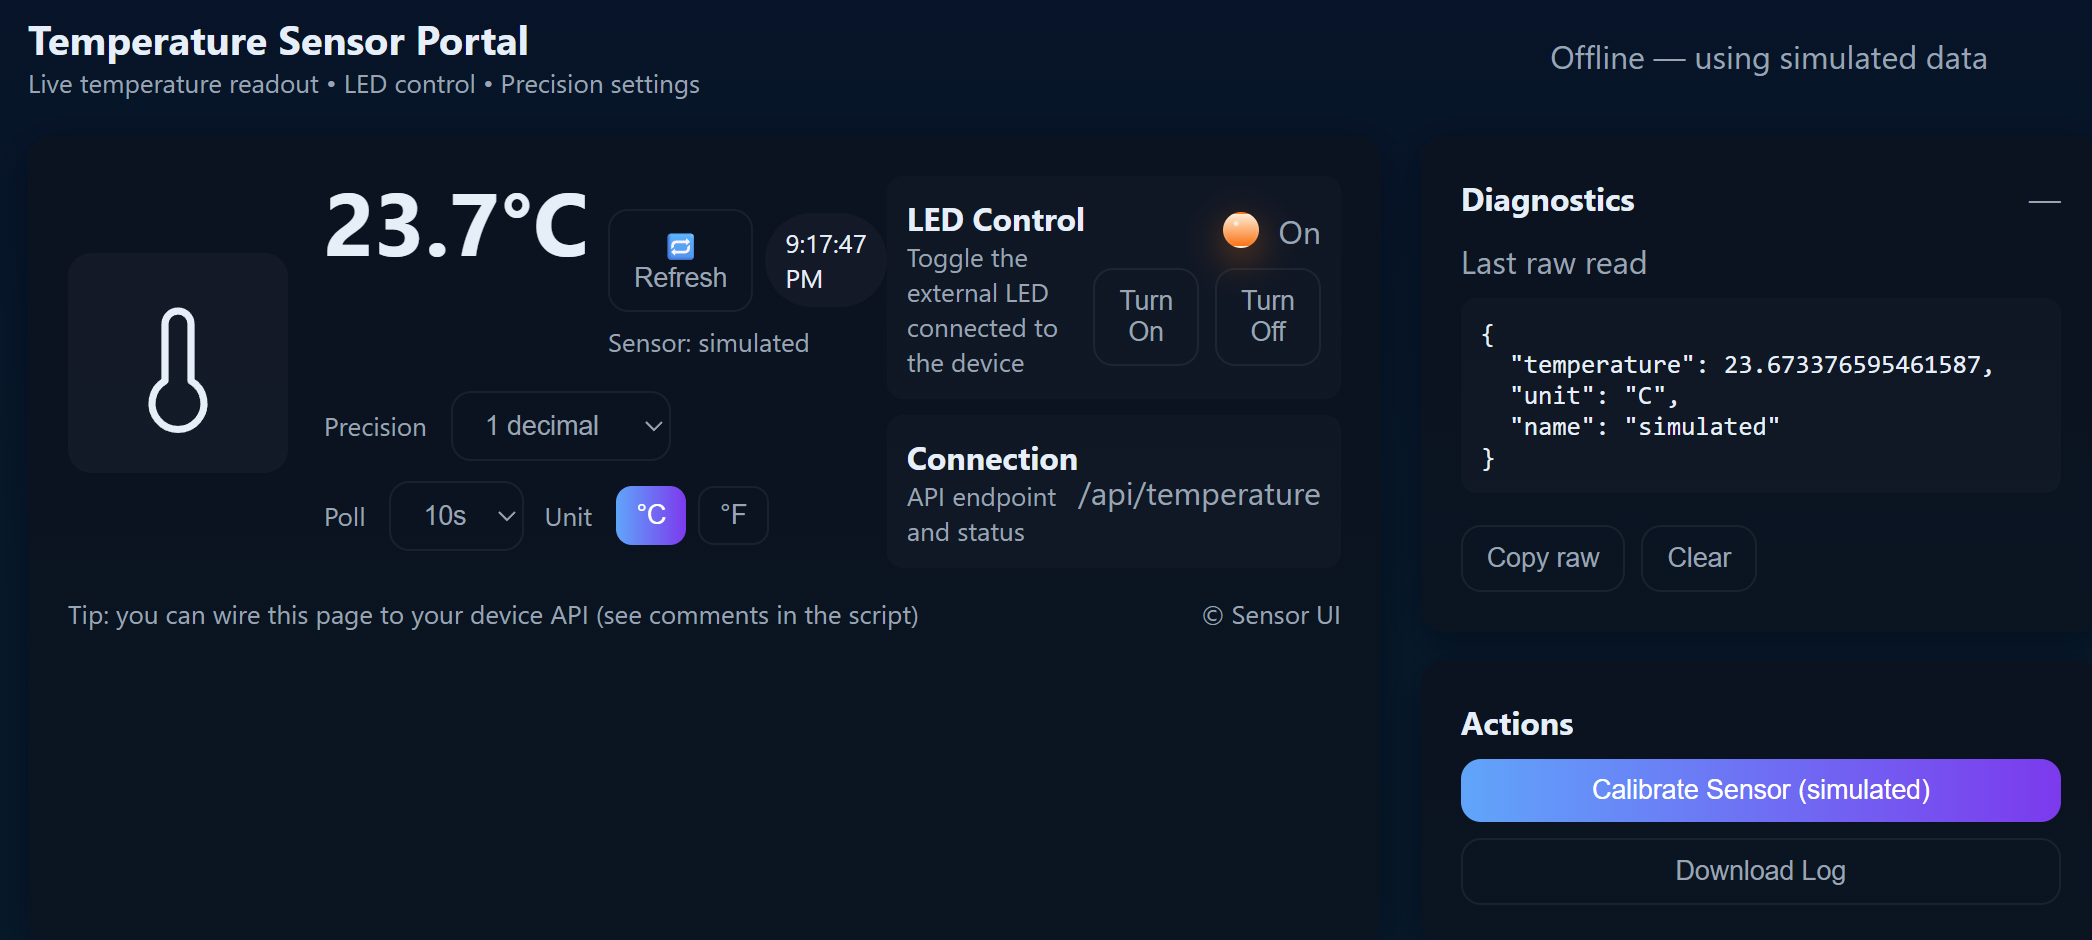 Temperature Sensor Portal
Live temperature readout • LED control • Precision settings
Offline — using simulated data
23.7°C
Refresh
9:17:47
PM
Sensor: simulated
Precision
1 decimal
Poll
10s
Unit
°C
°F
LED Control
Toggle the
external LED
connected to
the device
On
Turn
On
Turn
Off
Connection
API endpoint
and status
/api/temperature
Tip: you can wire this page to your device API (see comments in the script)
© Sensor UI
Diagnostics
—
Last raw read
{
"temperature": 23.673376595461587,
"unit": "C",
"name": "simulated"
}
Copy raw
Clear
Actions
Calibrate Sensor (simulated)
Download Log